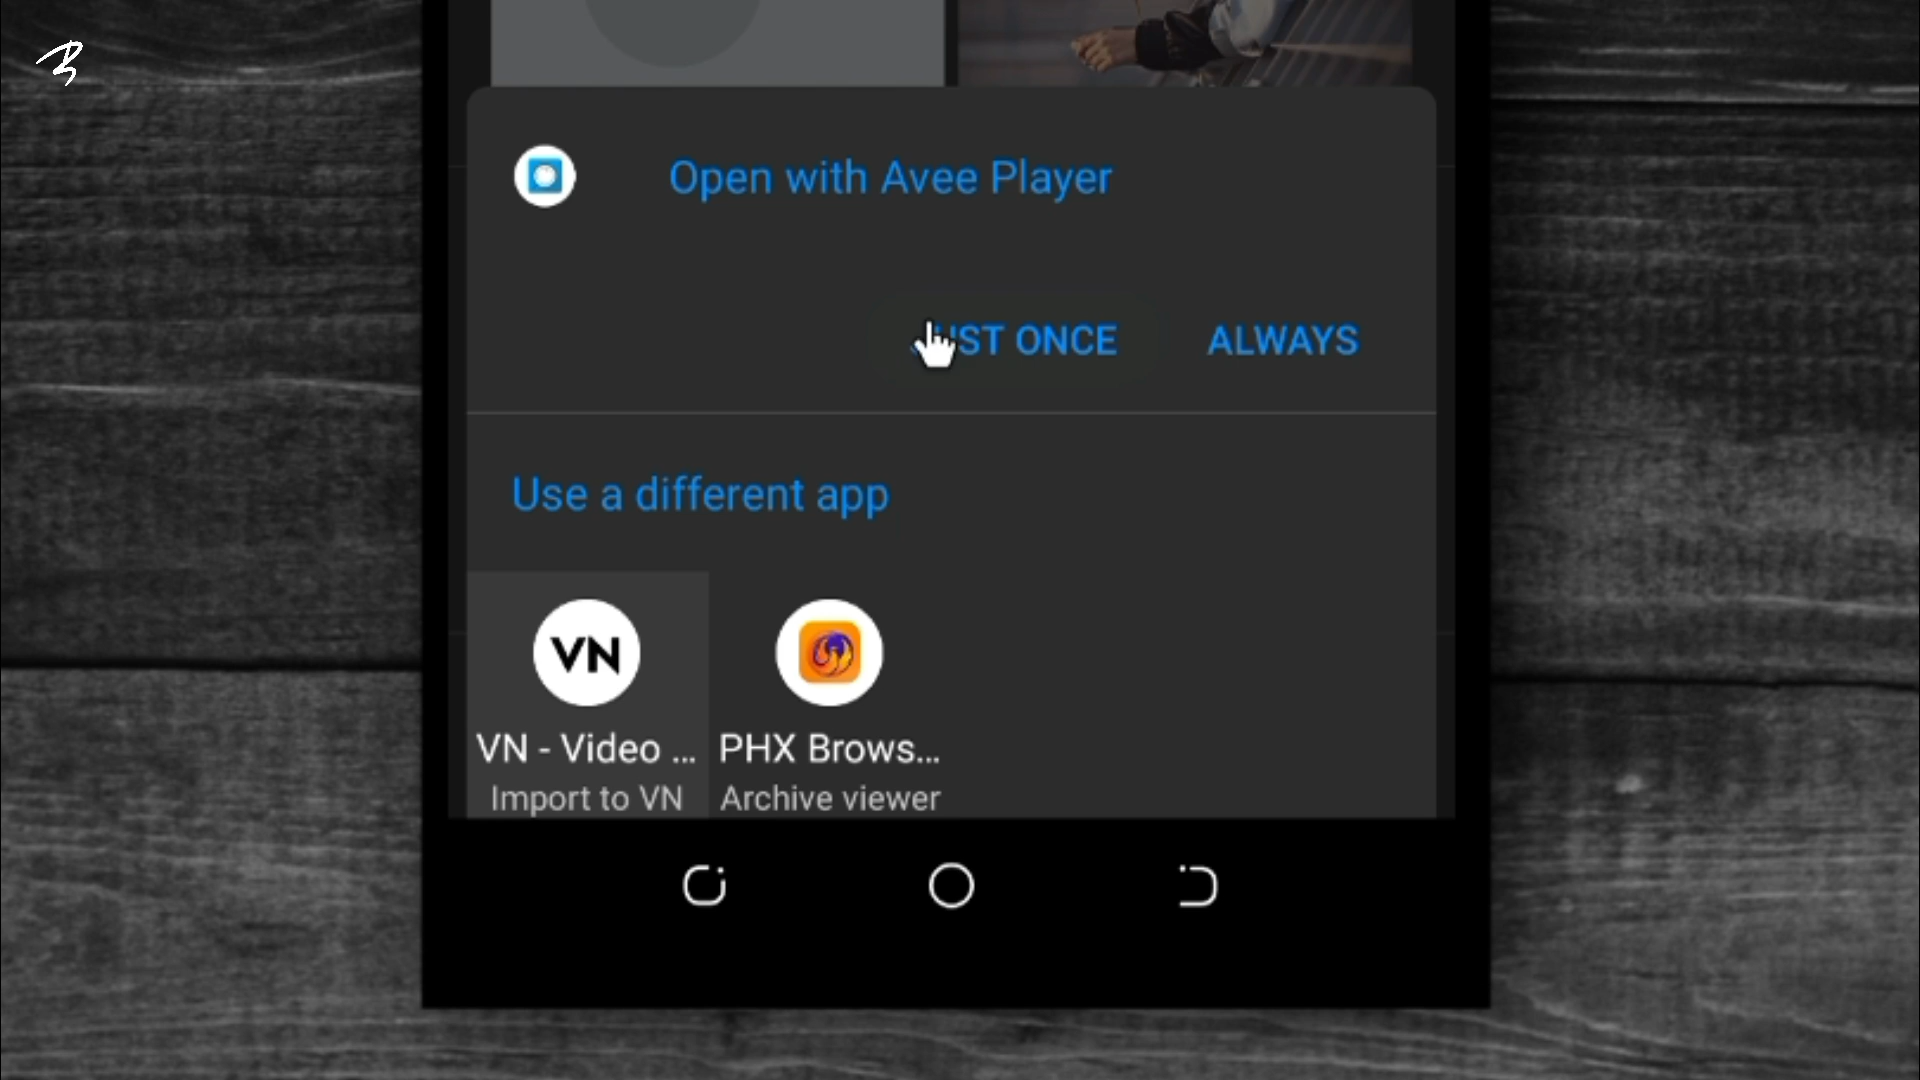 Open with Avee Player
JUST ONCE
ALWAYS
Use a different app
VN
VN - Video ...
PHX Brows...
Import to VN
Archive viewer